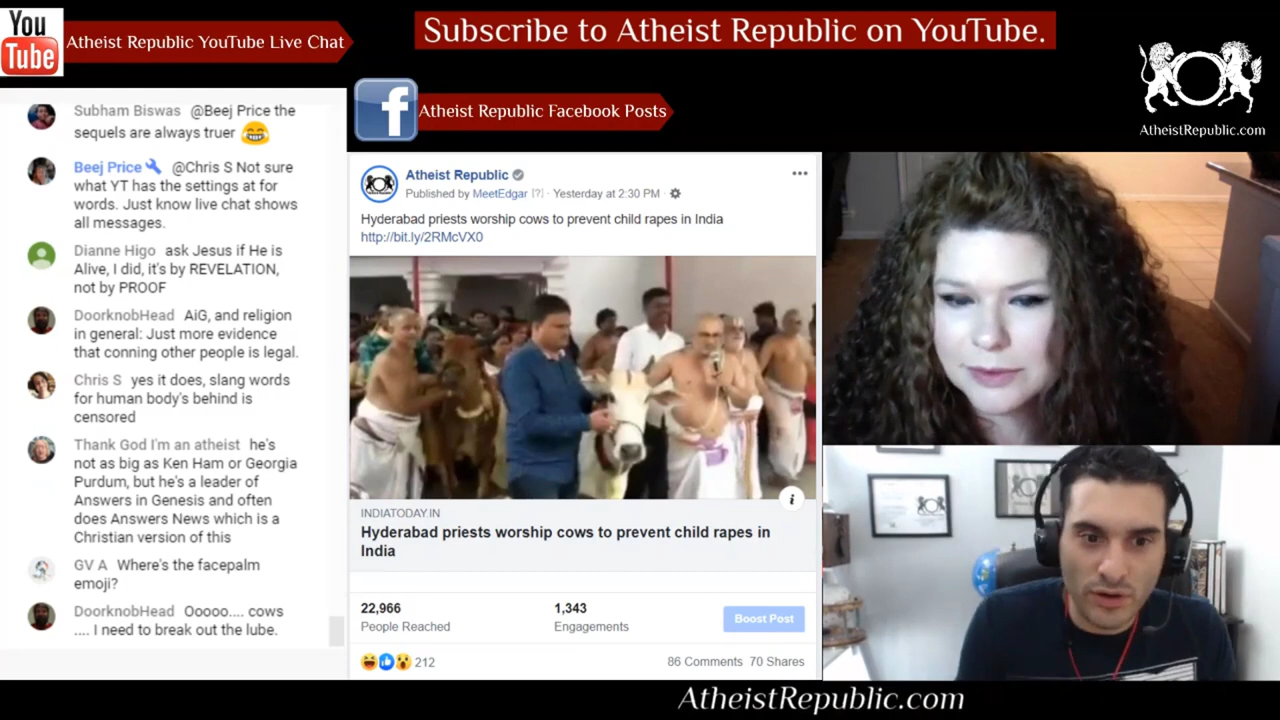 You
Tube
Atheist Republic YouTube Live Chat
Subscribe to Atheist Republic on YouTube.
AtheistRepublic.com
f
Atheist Republic Facebook Posts
Subham Biswas @Beej Price the
sequels are always truer 😂
Beej Price 🔧 @Chris S Not sure
what YT has the settings at for
words. Just know live chat shows
all messages.
Dianne Higo ask Jesus if He is
Alive, I did, it's by REVELATION,
not by PROOF
DoorknobHead AiG, and religion
in general: Just more evidence
that conning other people is legal.
Chris S yes it does, slang words
for human body's behind is
censored
Thank God I'm an atheist he's
not as big as Ken Ham or Georgia
Purdum, but he's a leader of
Answers in Genesis and often
does Answers News which is a
Christian version of this
GV A Where's the facepalm
emoji?
DoorknobHead Ooooo.... cows
.... I need to break out the lube.
Atheist Republic
Published by MeetEdgar [?] · Yesterday at 2:30 PM ·
Hyderabad priests worship cows to prevent child rapes in India
http://bit.ly/2RMcVX0
i
INDIATODAY.IN
Hyderabad priests worship cows to prevent child rapes in
India
22,966
People Reached
1,343
Engagements
Boost Post
212
86 Comments 70 Shares
AtheistRepublic.com